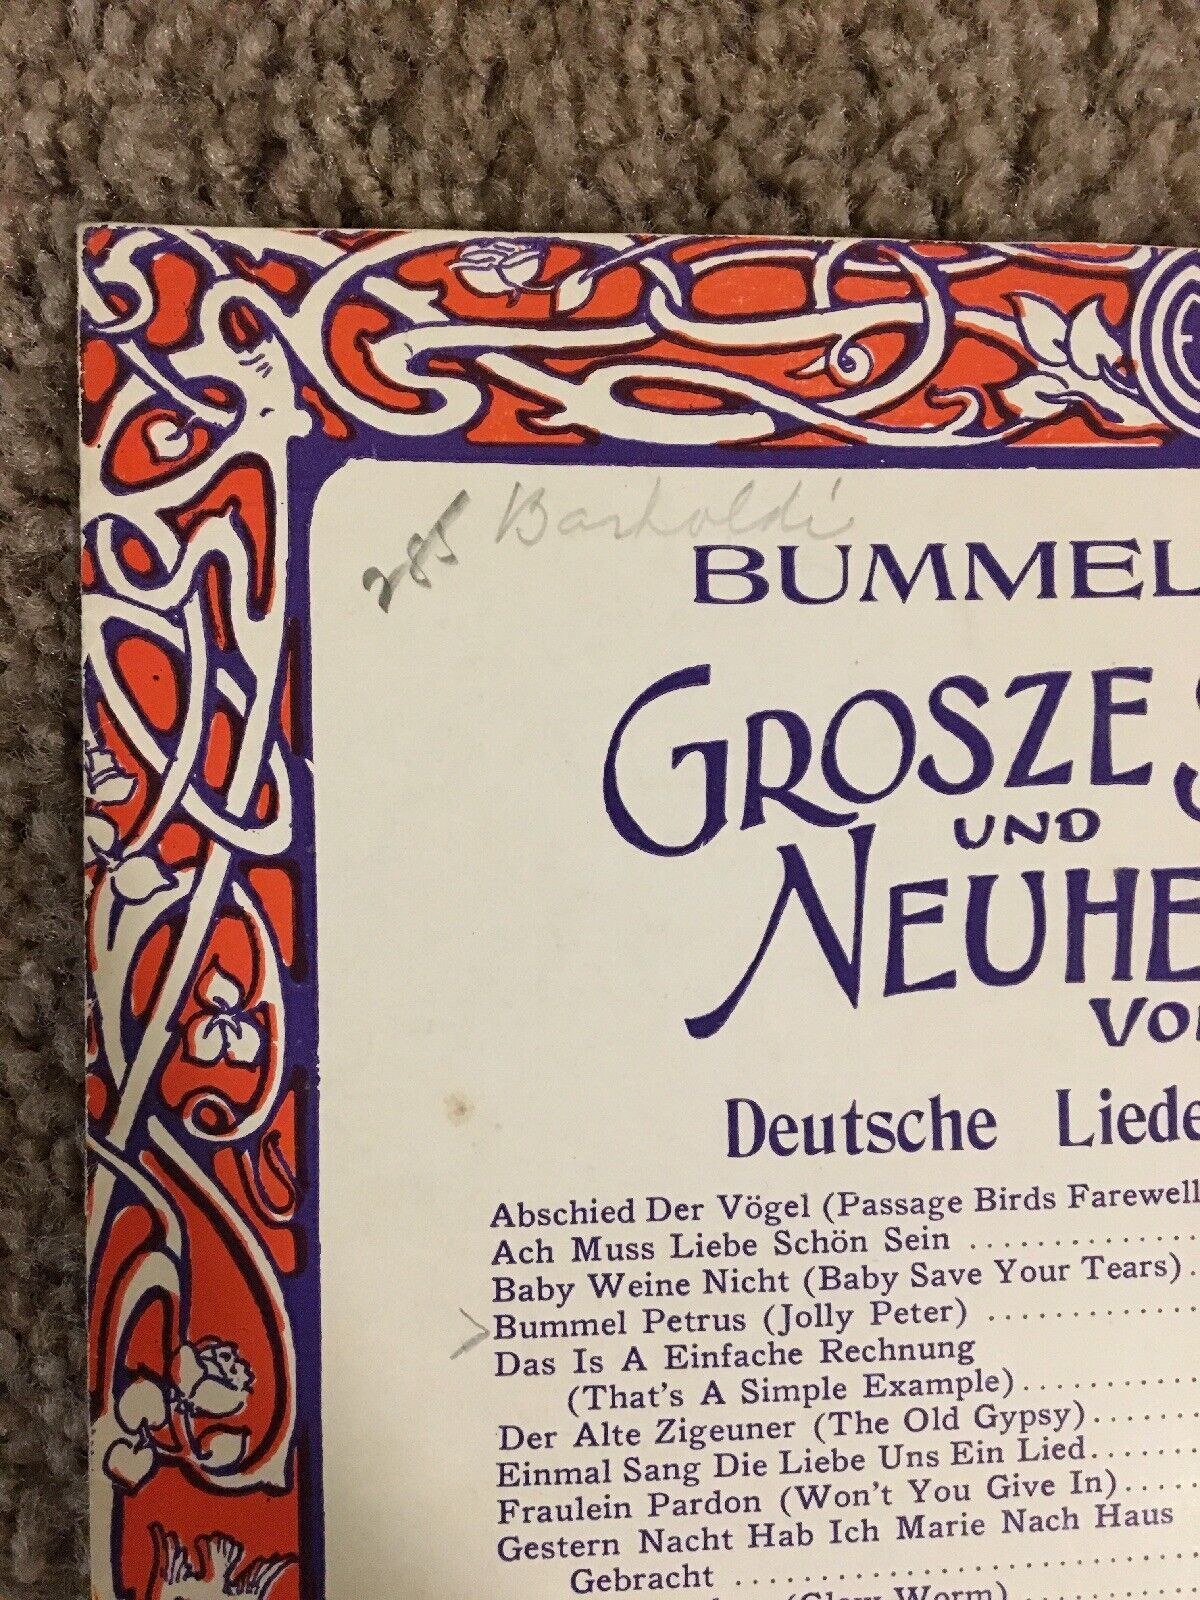 285 Barholdi
BUMMEL
GROSZE S
UND
NEUHE
VON
Deutsche Liede
Abschied Der Vögel (Passage Birds Farewell
Ach Muss Liebe Schön Sein ..............
Baby Weine Nicht (Baby Save Your Tears).
Bummel Petrus (Jolly Peter) .............
Das Is A Einfache Rechnung
(That's A Simple Example)...........
Der Alte Zigeuner (The Old Gypsy).......
Einmal Sang Die Liebe Uns Ein Lied.......
Fraulein Pardon (Won't You Give In).....
Gestern Nacht Hab Ich Marie Nach Haus
Gebracht ............................
(Glow Worm)